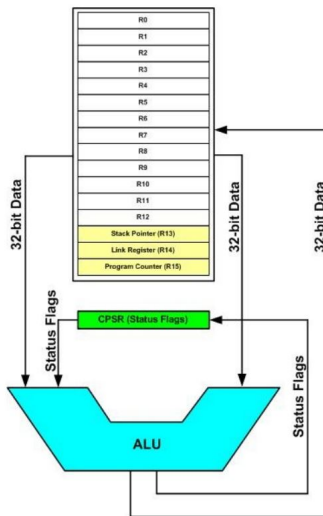 R0
R1
R2
R3
R4
R5
R6
R7
R8
R9
R10
R11
R12
Stack Pointer (R13)
Link Register (R14)
Program Counter (R15)
32-bit Data
32-bit Data
32-bit Data
CPSR (Status Flags)
Status Flags
Status Flags
ALU